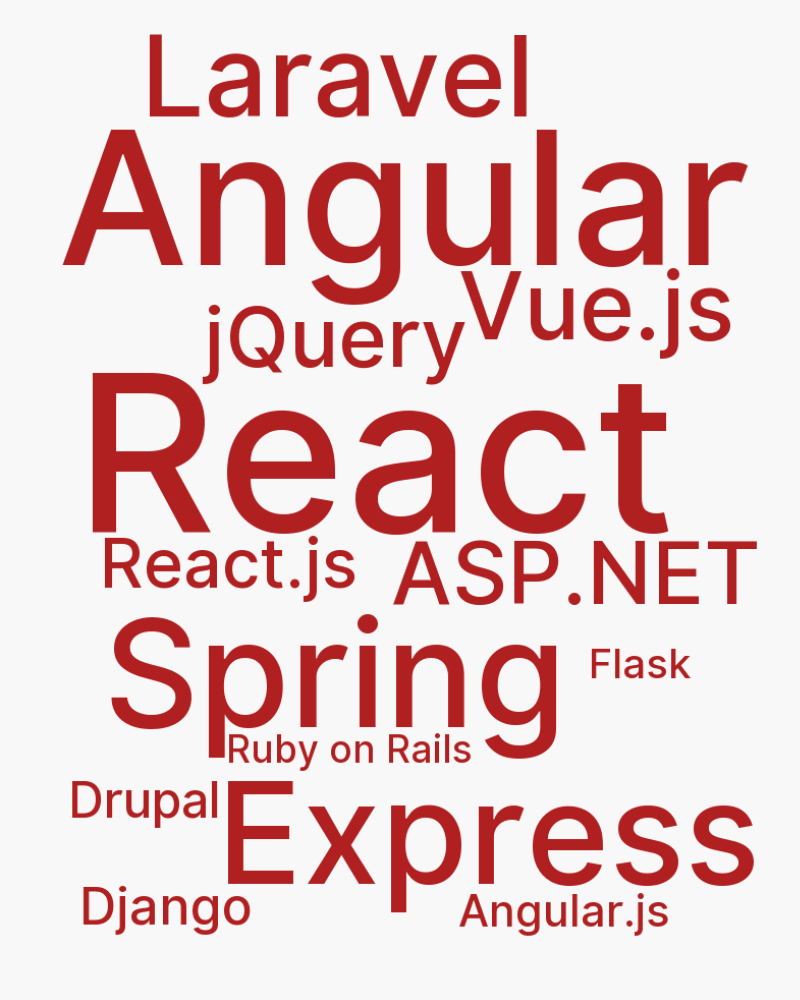 Laravel
Angular
Vue.js
jQuery
React
React.js
ASP.NET
Spring
Flask
Ruby on Rails
Drupal
Express
Django
Angular.js